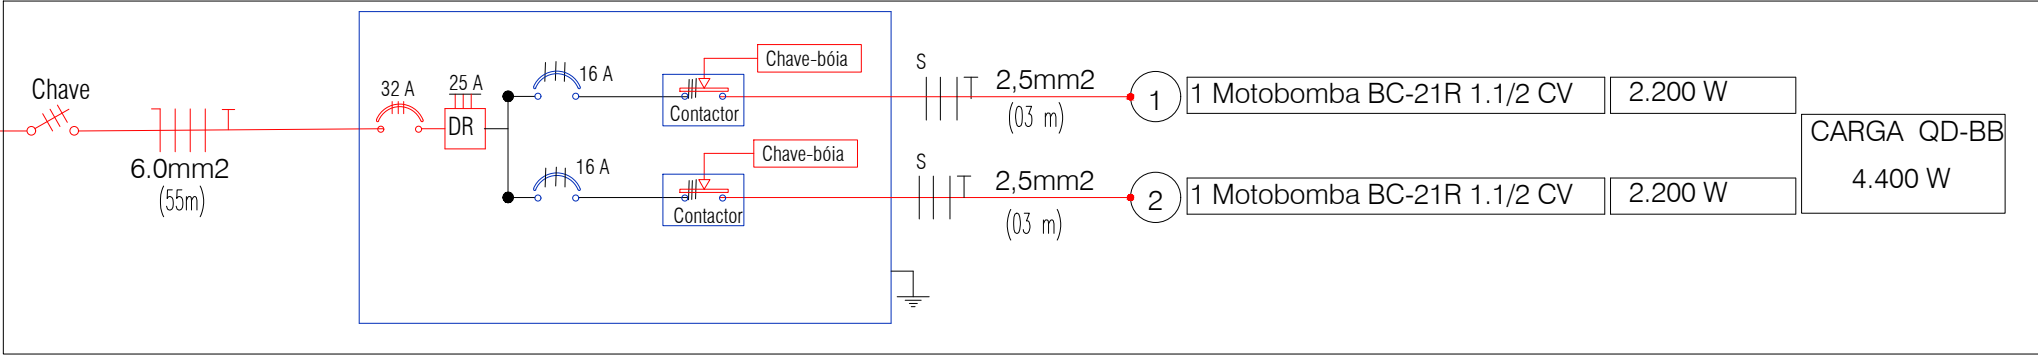 Chave
6.0mm2
(55m)
32 A
25 A
DR
16 A
Chave-bóia
Contactor
16 A
Chave-bóia
Contactor
S
2,5mm2
(03 m)
1
1 Motobomba BC-21R 1.1/2 CV
2.200 W
S
2,5mm2
(03 m)
2
1 Motobomba BC-21R 1.1/2 CV
2.200 W
CARGA QD-BB
4.400 W